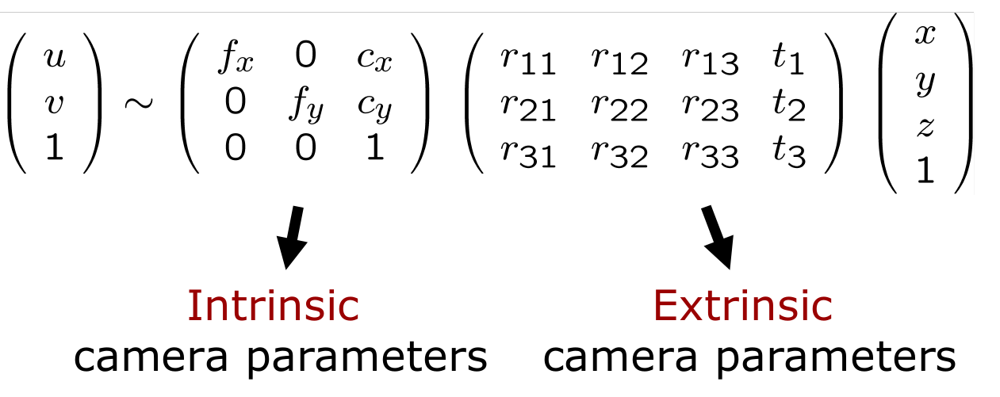 ( u ) ~ ( f_x 0 c_x ) ( r_11 r_12 r_13 t_1 ) ( x )
( v ) ( 0 f_y c_y ) ( r_21 r_22 r_23 t_2 ) ( y )
( 1 ) ( 0 0 1 ) ( r_31 r_32 r_33 t_3 ) ( z )
( 1 )
Intrinsic
camera parameters
Extrinsic
camera parameters